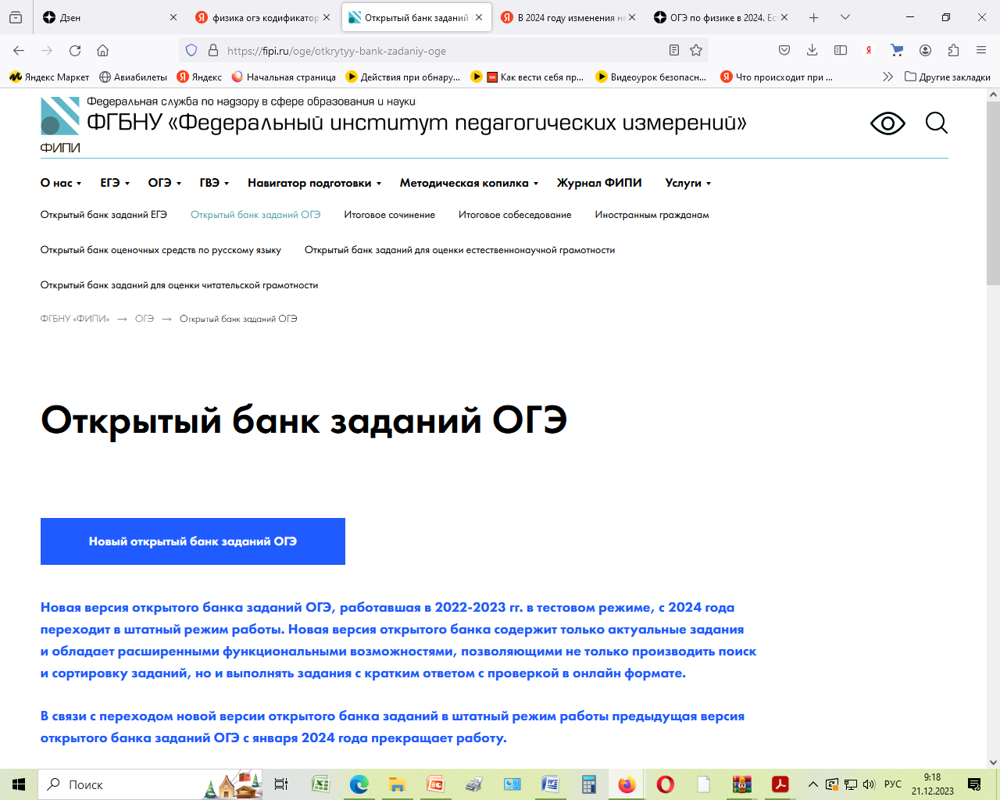 Дзен
физика огэ кодификатор
Открытый банк заданий
В 2024 году изменения не
ОГЭ по физике в 2024. Ес
https://fipi.ru/oge/otkrytyy-bank-zadaniy-oge
Яндекс Маркет
Авиабилеты
Яндекс
Начальная страница
Действия при обнару...
Как вести себя пр...
Видеоурок безопасн...
Что происходит при ...
Другие закладки
Федеральная служба по надзору в сфере образования и науки
ФГБНУ «Федеральный институт педагогических измерений»
ФИПИ
О нас
ЕГЭ
ОГЭ
ГВЭ
Навигатор подготовки
Методическая копилка
Журнал ФИПИ
Услуги
Открытый банк заданий ЕГЭ
Открытый банк заданий ОГЭ
Итоговое сочинение
Итоговое собеседование
Иностранным гражданам
Открытый банк оценочных средств по русскому языку
Открытый банк заданий для оценки естественнонаучной грамотности
Открытый банк заданий для оценки читательской грамотности
ФГБНУ «ФИПИ» → ОГЭ → Открытый банк заданий ОГЭ
Открытый банк заданий ОГЭ
Новый открытый банк заданий ОГЭ
Новая версия открытого банка заданий ОГЭ, работавшая в 2022-2023 гг. в тестовом режиме, с 2024 года
переходит в штатный режим работы. Новая версия открытого банка содержит только актуальные задания
и обладает расширенными функциональными возможностями, позволяющими не только производить поиск
и сортировку заданий, но и выполнять задания с кратким ответом с проверкой в онлайн формате.
В связи с переходом новой версии открытого банка заданий в штатный режим работы предыдущая версия
открытого банка заданий ОГЭ с января 2024 года прекращает работу.
Поиск
РУС
9:18
21.12.2023